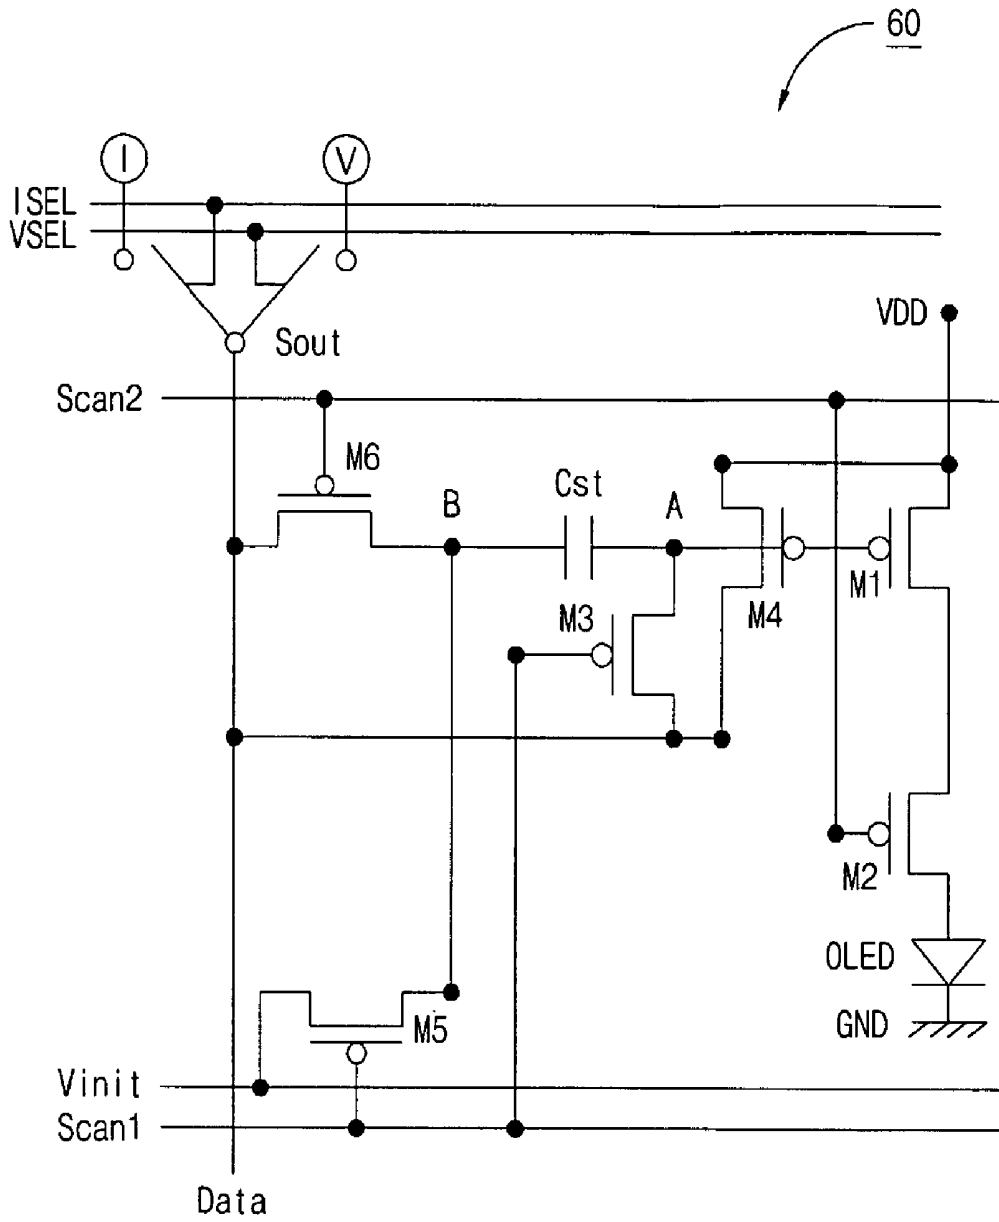 60
I
V
ISEL
VSEL
Sout
VDD
Scan2
M6
B
Cst
A
M1
M4
M3
M2
OLED
M5
GND
Vinit
Scan1
Data